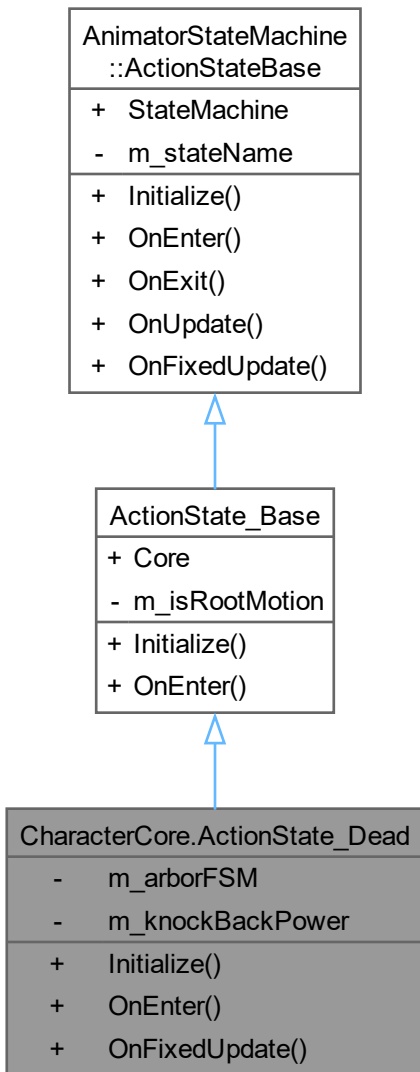 AnimatorStateMachine
::ActionStateBase
+ StateMachine
- m_stateName
+ Initialize()
+ OnEnter()
+ OnExit()
+ OnUpdate()
+ OnFixedUpdate()
ActionState_Base
+ Core
- m_isRootMotion
+ Initialize()
+ OnEnter()
CharacterCore.ActionState_Dead
- m_arborFSM
- m_knockBackPower
+ Initialize()
+ OnEnter()
+ OnFixedUpdate()